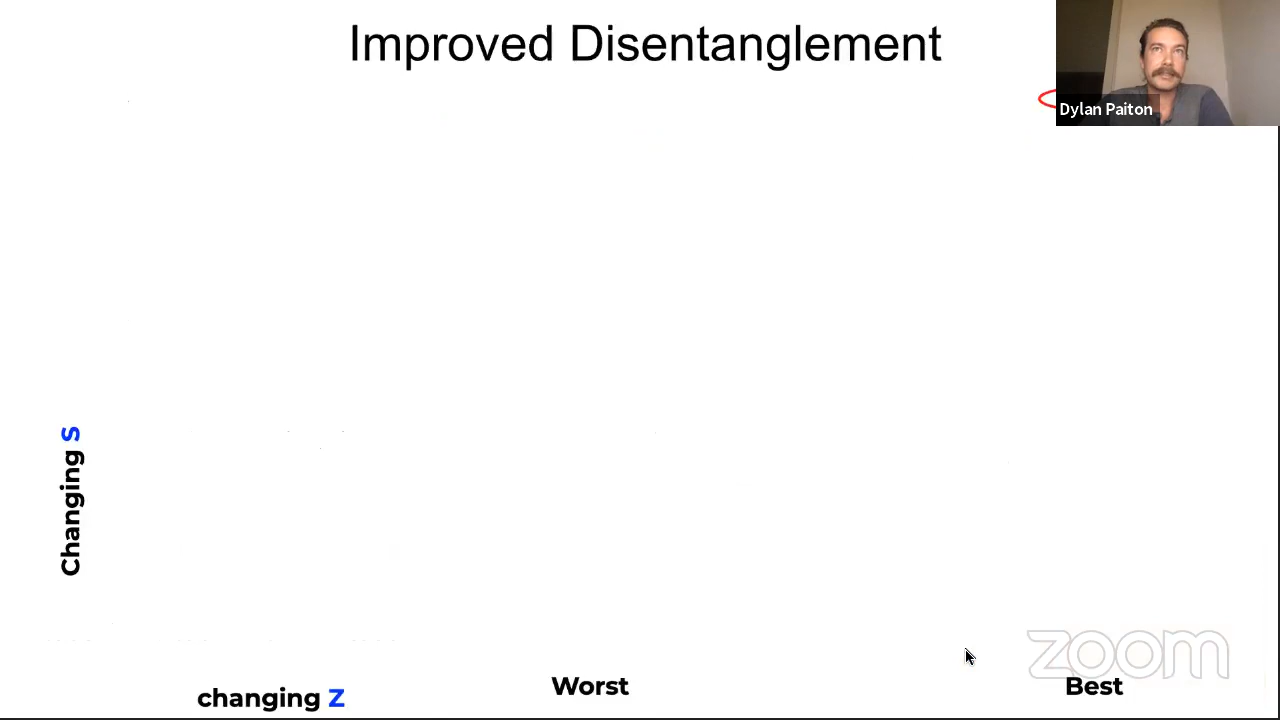 Improved Disentanglement
Dylan Paiton
Changing S
zoom
Worst
Best
changing Z